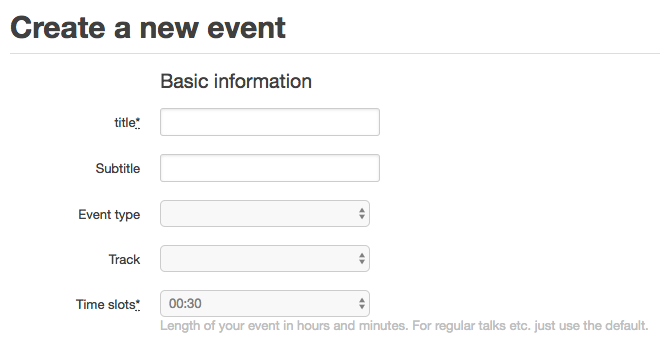 Create a new event
Basic information
title*
Subtitle
Event type
Track
Time slots* 00:30
Length of your event in hours and minutes. For regular talks etc. just use the default.